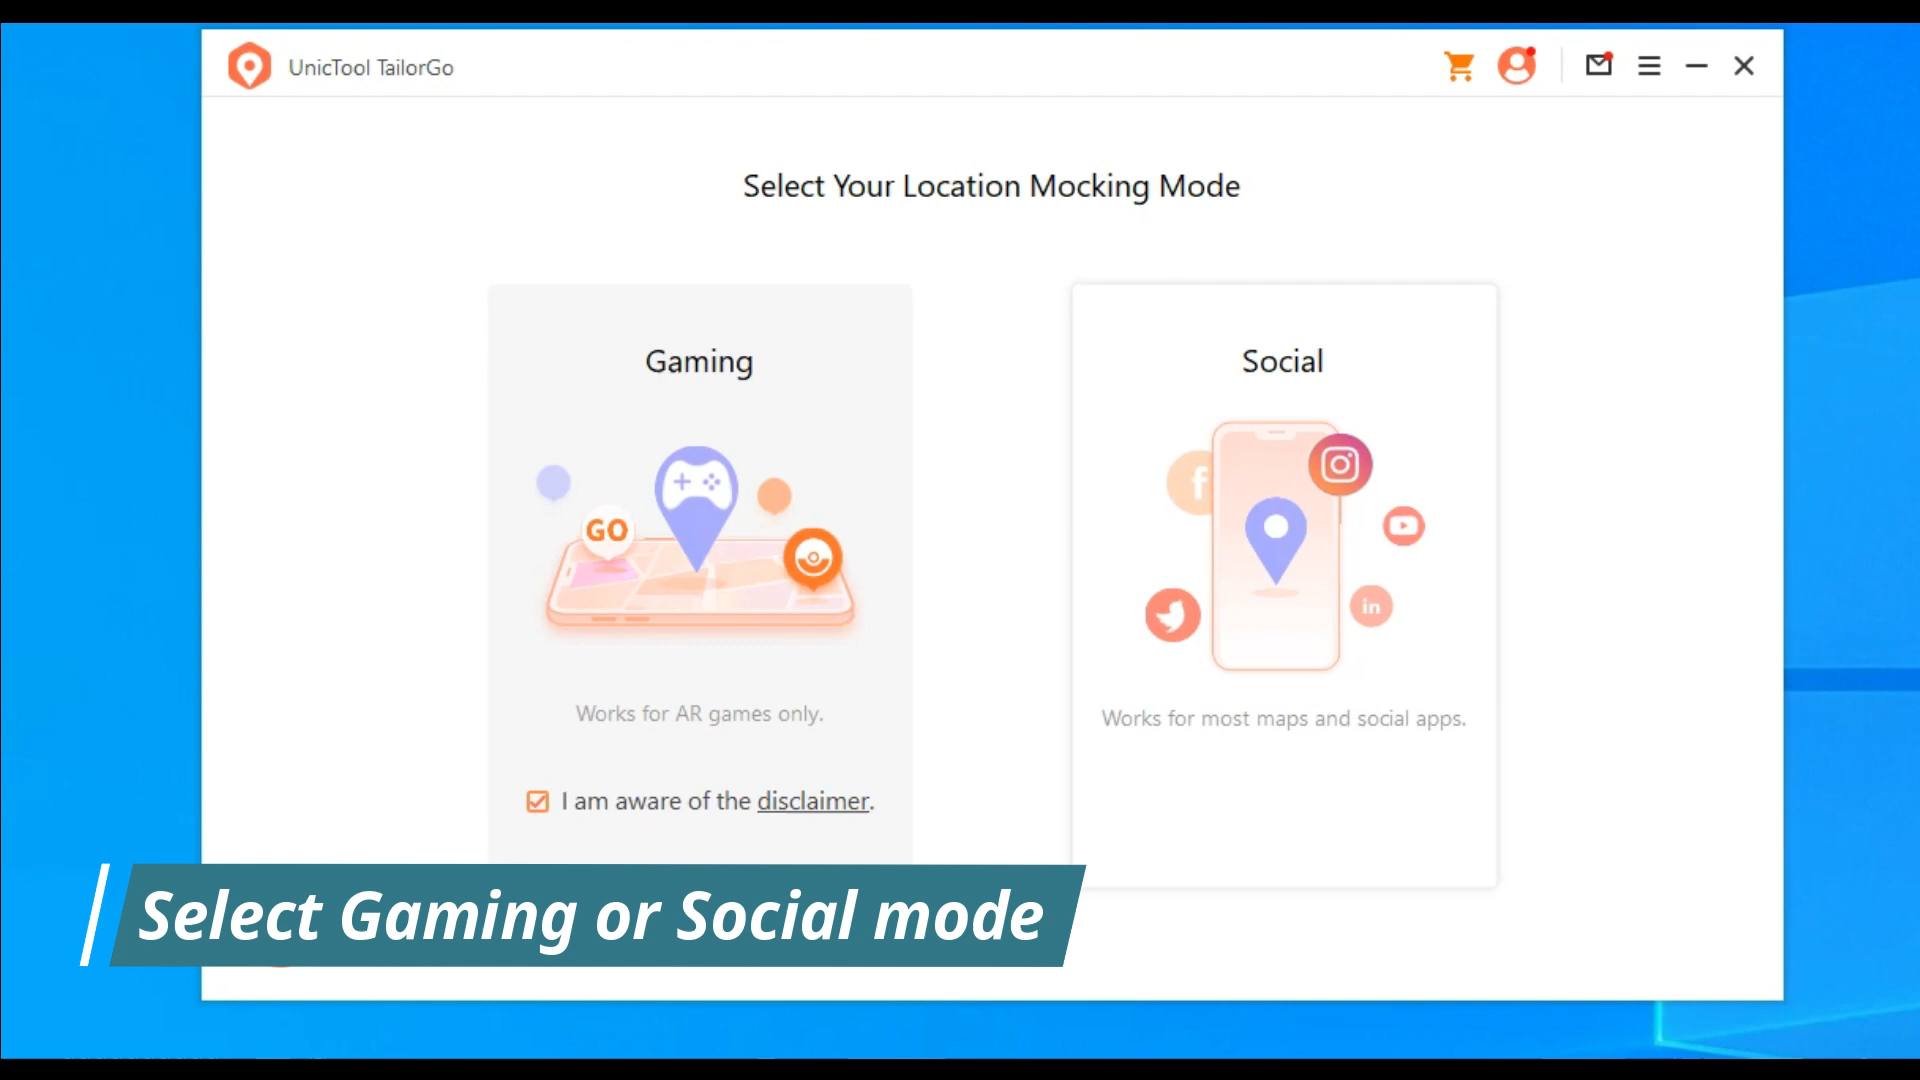 UnicTool TailorGo
Select Your Location Mocking Mode
Gaming
GO
Works for AR games only.
I am aware of the disclaimer.
Social
f
in
Works for most maps and social apps.
Select Gaming or Social mode